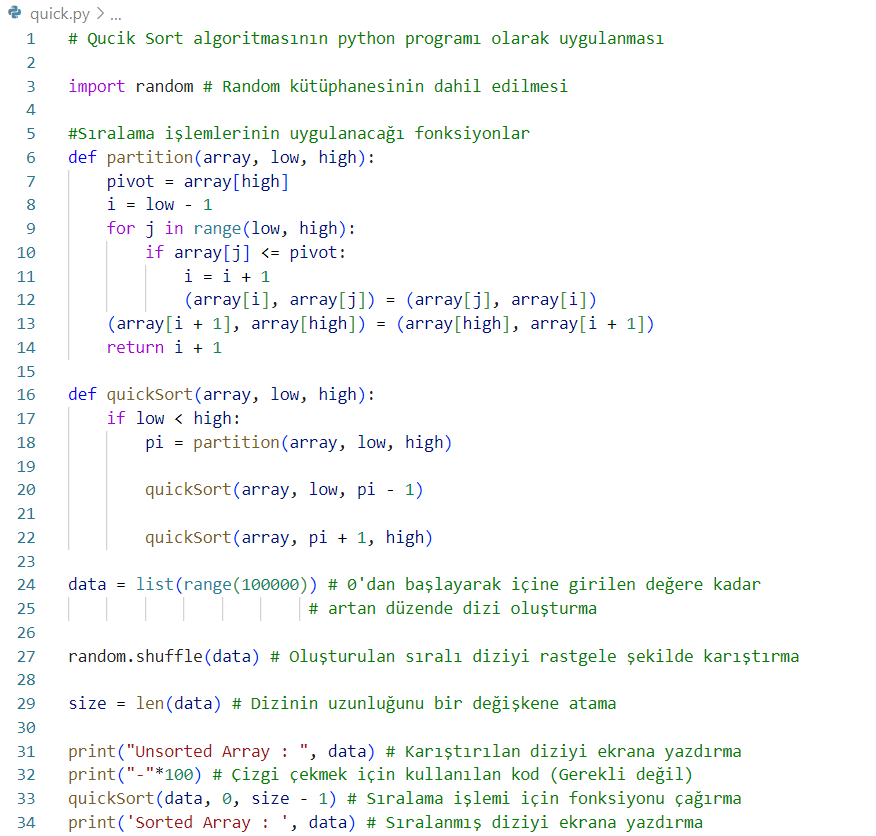 quick.py > ...
1 # Qucik Sort algoritmasının python programı olarak uygulanması
2
3 import random # Random kütüphanesinin dahil edilmesi
4
5 #Sıralama işlemlerinin uygulanacağı fonksiyonlar
6 def partition(array, low, high):
7     pivot = array[high]
8     i = low - 1
9     for j in range(low, high):
10         if array[j] <= pivot:
11             i = i + 1
12             (array[i], array[j]) = (array[j], array[i])
13     (array[i + 1], array[high]) = (array[high], array[i + 1])
14     return i + 1
15
16 def quickSort(array, low, high):
17     if low < high:
18         pi = partition(array, low, high)
19
20         quickSort(array, low, pi - 1)
21
22         quickSort(array, pi + 1, high)
23
24 data = list(range(100000)) # 0'dan başlayarak içine girilen değere kadar
25                          # artan düzende dizi oluşturma
26
27 random.shuffle(data) # Oluşturulan sıralı diziyi rastgele şekilde karıştırma
28
29 size = len(data) # Dizinin uzunluğunu bir değişkene atama
30
31 print("Unsorted Array : ", data) # Karıştırılan diziyi ekrana yazdırma
32 print("-"*100) # Çizgi çekmek için kullanılan kod (Gerekli değil)
33 quickSort(data, 0, size - 1) # Sıralama işlemi için fonksiyonu çağırma
34 print('Sorted Array : ', data) # Sıralanmış diziyi ekrana yazdırma